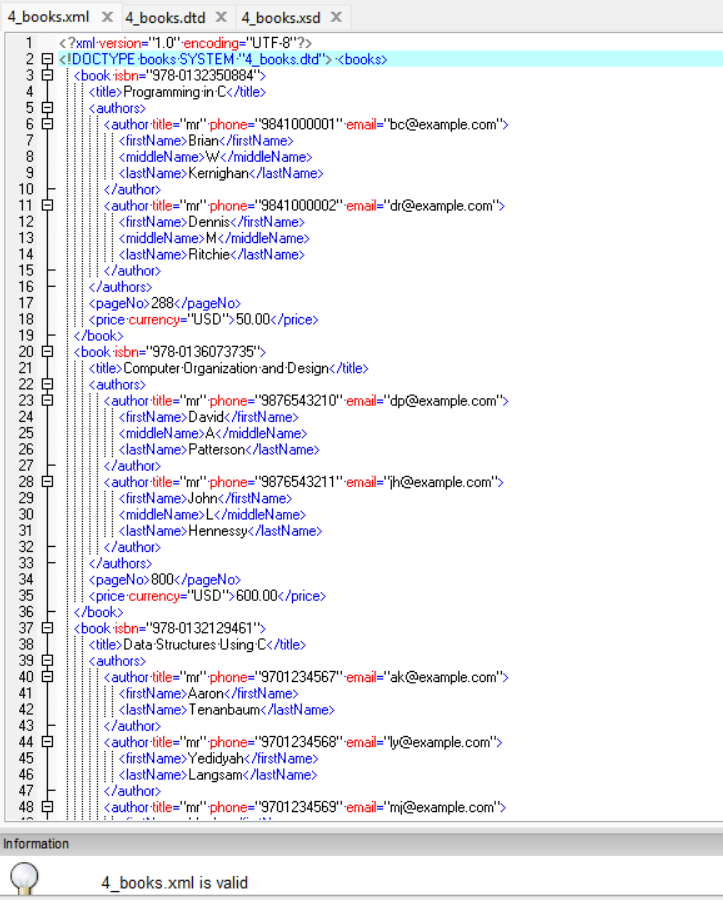 4_books.xml 4_books.dtd 4_books.xsd
1 <?xml version="1.0" encoding="UTF-8"?>
2 <!DOCTYPE books SYSTEM "4_books.dtd"> <books>
3 <book isbn="978-0132350884">
4 <title>Programming in C</title>
5 <authors>
6 <author title="mr" phone="9841000001" email="bc@example.com">
7 <firstName>Brian</firstName>
8 <middleName>W</middleName>
9 <lastName>Kernighan</lastName>
10 </author>
11 <author title="mr" phone="9841000002" email="dr@example.com">
12 <firstName>Dennis</firstName>
13 <middleName>M</middleName>
14 <lastName>Ritchie</lastName>
15 </author>
16 </authors>
17 <pageNo>288</pageNo>
18 <price currency="USD">50.00</price>
19 </book>
20 <book isbn="978-0136073735">
21 <title>Computer Organization and Design</title>
22 <authors>
23 <author title="mr" phone="9876543210" email="dp@example.com">
24 <firstName>David</firstName>
25 <middleName>A</middleName>
26 <lastName>Patterson</lastName>
27 </author>
28 <author title="mr" phone="9876543211" email="jh@example.com">
29 <firstName>John</firstName>
30 <middleName>L</middleName>
31 <lastName>Hennessy</lastName>
32 </author>
33 </authors>
34 <pageNo>800</pageNo>
35 <price currency="USD">600.00</price>
36 </book>
37 <book isbn="978-0132129461">
38 <title>Data Structures Using C</title>
39 <authors>
40 <author title="mr" phone="9701234567" email="ak@example.com">
41 <firstName>Aaron</firstName>
42 <lastName>Tenanbaum</lastName>
43 </author>
44 <author title="mr" phone="9701234568" email="ly@example.com">
45 <firstName>Yedidyah</firstName>
46 <lastName>Langsam</lastName>
47 </author>
48 <author title="mr" phone="9701234569" email="mj@example.com">
Information
4_books.xml is valid